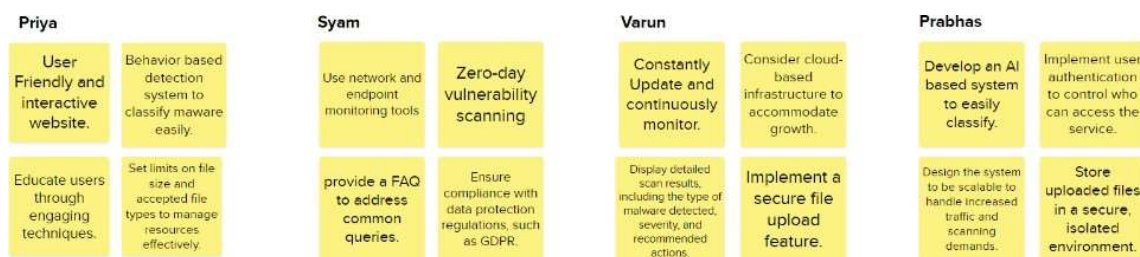 Priya
User
Friendly and
interactive
website.
Behavior based
detection
system to
classify maware
easily.
Educate users
through
engaging
techniques.
Set limits on file
size and
accepted file
types to manage
resources
effectively.
Syam
Use network and
endpoint
monitoring tools
Zero-day
vulnerability
scanning
provide a FAQ
to address
common
queries.
Ensure
compliance with
data protection
regulations, such
as GDPR.
Varun
Constantly
Update and
continuously
monitor.
Consider cloud-
based
infrastructure to
accommodate
growth.
Display detailed
scan results,
including the type of
malware detected,
severity, and
recommended
actions.
Implement a
secure file
upload
feature.
Prabhas
Develop an AI
based system
to easily
classify.
Implement user
authentication
to control who
can access the
service.
Design the system
to be scalable to
handle increased
traffic and
scanning
demands.
Store
uploaded files
in a secure,
isolated
environment.